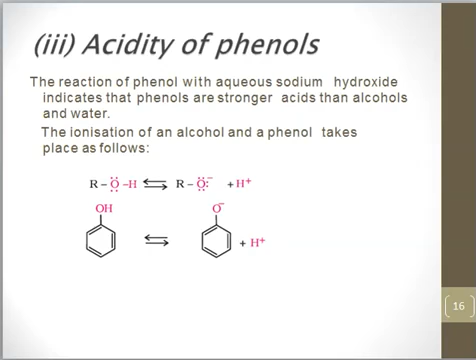 (iii) Acidity of phenols
The reaction of phenol with aqueous sodium hydroxide
indicates that phenols are stronger acids than alcohols
and water.
The ionisation of an alcohol and a phenol takes
place as follows:
R – Ö̤ –H ⇌ R – Ö̤:⁻ + H⁺
OH O⁻
⇌ + H⁺
16